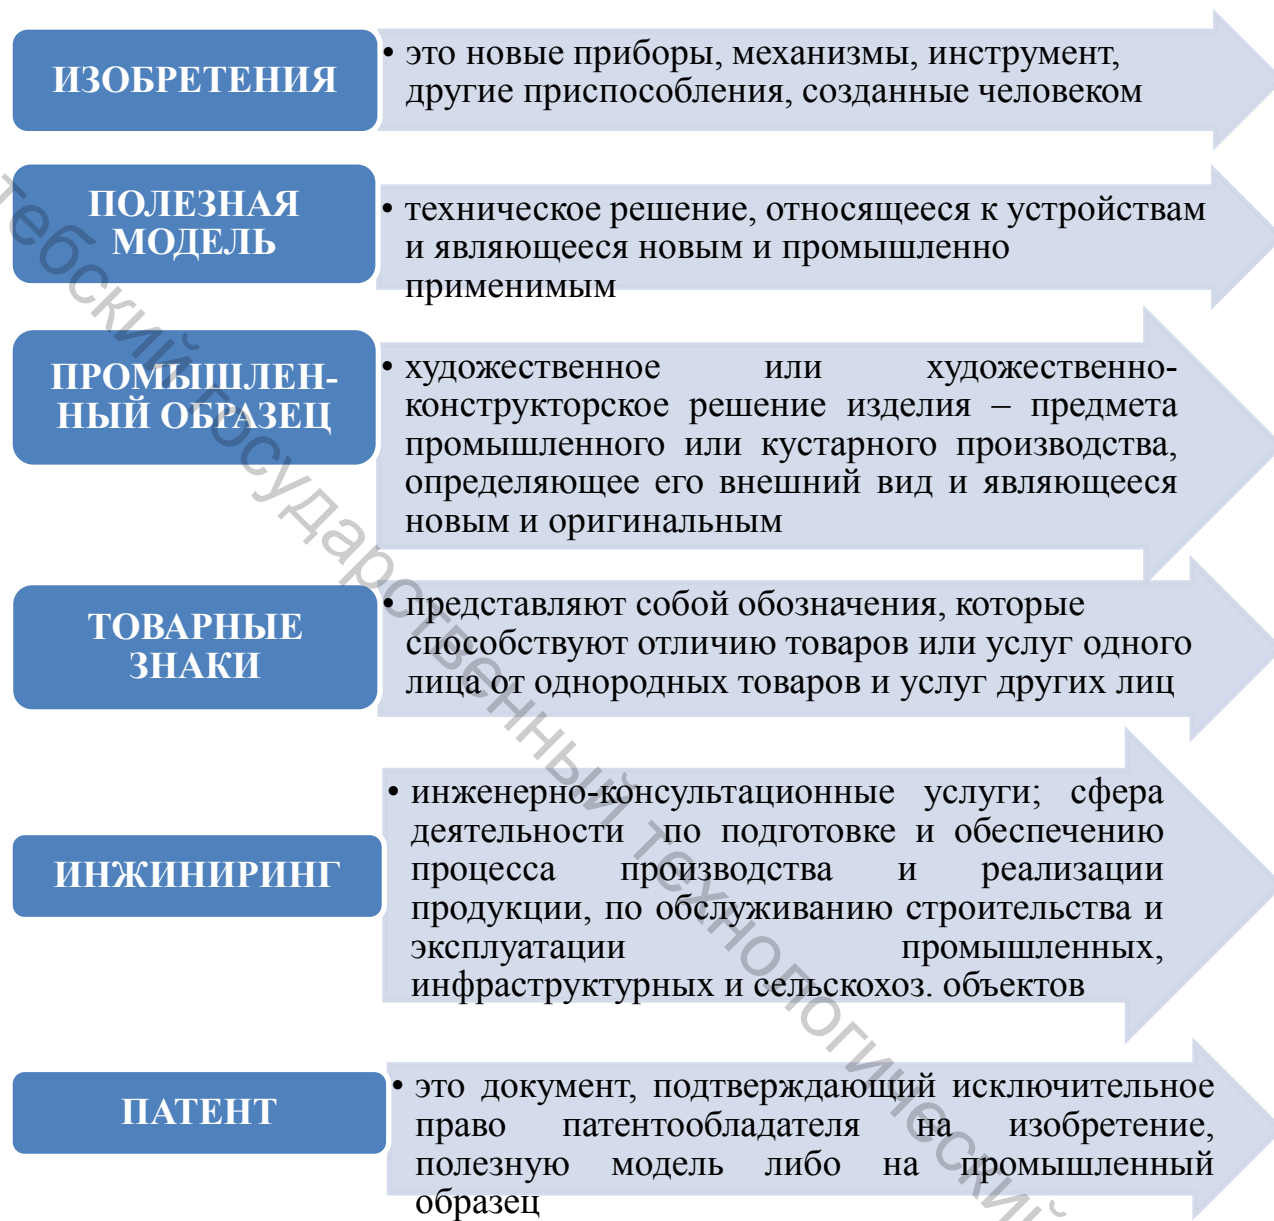 ИЗОБРЕТЕНИЯ
• это новые приборы, механизмы, инструмент,
другие приспособления, созданные человеком
ПОЛЕЗНАЯ
МОДЕЛЬ
• техническое решение, относящееся к устройствам
и являющееся новым и промышленно
применимым
ПРОМЫШЛЕН-
НЫЙ ОБРАЗЕЦ
• художественное или художественно-
конструкторское решение изделия – предмета
промышленного или кустарного производства,
определяющее его внешний вид и являющееся
новым и оригинальным
ТОВАРНЫЕ
ЗНАКИ
• представляют собой обозначения, которые
способствуют отличию товаров или услуг одного
лица от однородных товаров и услуг других лиц
ИНЖИНИРИНГ
• инженерно-консультационные услуги; сфера
деятельности по подготовке и обеспечению
процесса производства и реализации
продукции, по обслуживанию строительства и
эксплуатации промышленных,
инфраструктурных и сельскохоз. объектов
ПАТЕНТ
• это документ, подтверждающий исключительное
право патентообладателя на изобретение,
полезную модель либо на промышленный
образец
тебский государственный технологический